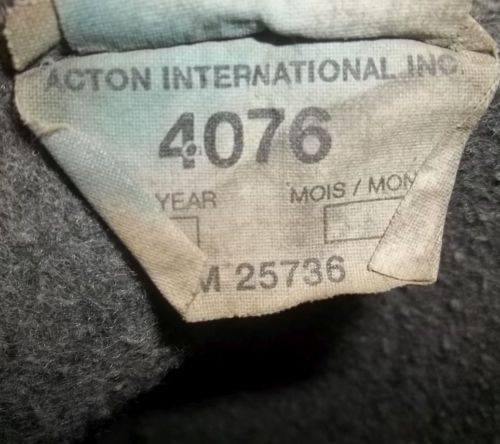 ACTON INTERNATIONAL INC.
4076
YEAR MOIS / MON
M 25736